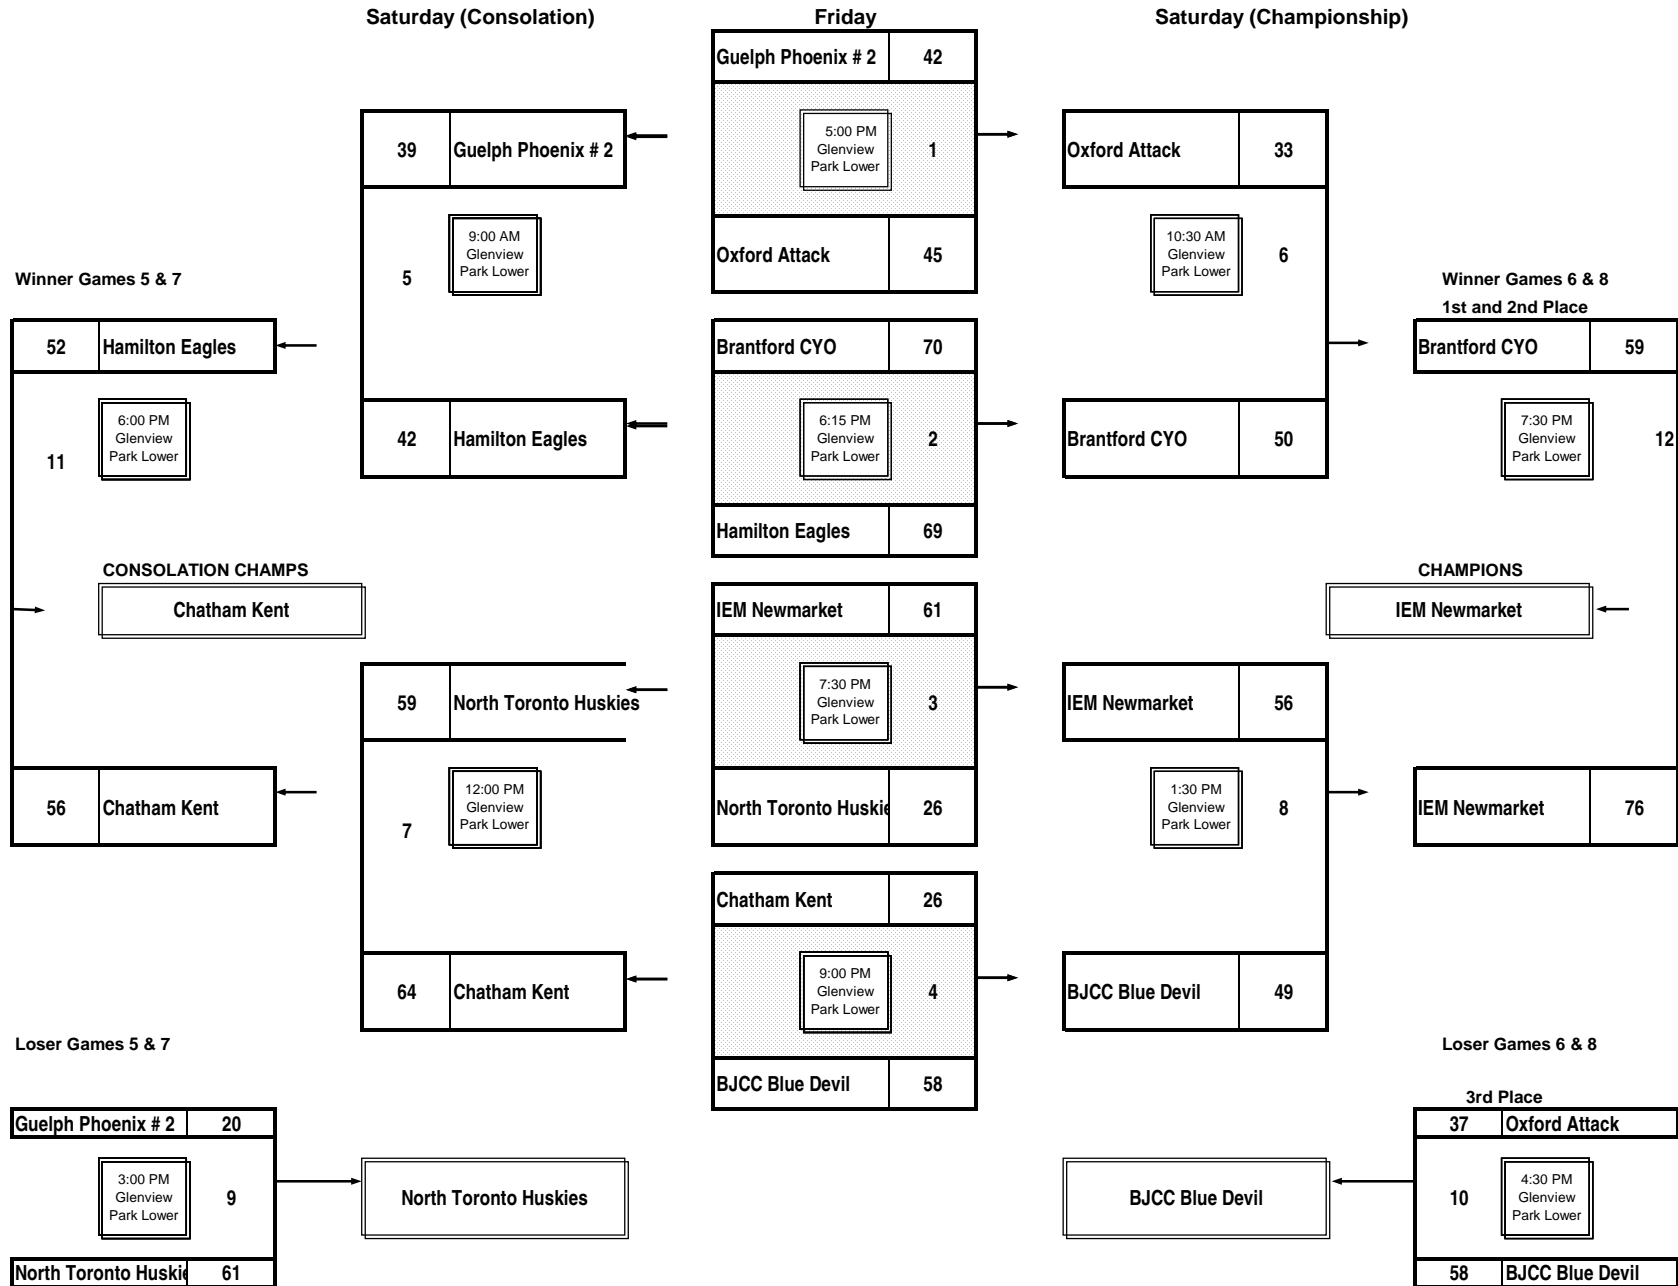 Saturday (Consolation)
Friday
Saturday (Championship)
Guelph Phoenix # 2 42
5:00 PM
Glenview
Park Lower
1
Oxford Attack 45
39 Guelph Phoenix # 2
9:00 AM
Glenview
Park Lower
5
42 Hamilton Eagles
Oxford Attack 33
10:30 AM
Glenview
Park Lower
6
Brantford CYO 50
Winner Games 5 & 7
52 Hamilton Eagles
6:00 PM
Glenview
Park Lower
11
Brantford CYO 70
6:15 PM
Glenview
Park Lower
2
Hamilton Eagles 69
Winner Games 6 & 8
1st and 2nd Place
Brantford CYO 59
7:30 PM
Glenview
Park Lower
12
CONSOLATION CHAMPS
Chatham Kent
56 Chatham Kent
IEM Newmarket 61
7:30 PM
Glenview
Park Lower
3
North Toronto Huskie 26
CHAMPIONS
IEM Newmarket
IEM Newmarket 76
59 North Toronto Huskies
12:00 PM
Glenview
Park Lower
7
64 Chatham Kent
IEM Newmarket 56
1:30 PM
Glenview
Park Lower
8
BJCC Blue Devil 49
Chatham Kent 26
9:00 PM
Glenview
Park Lower
4
BJCC Blue Devil 58
Loser Games 5 & 7
Guelph Phoenix # 2 20
3:00 PM
Glenview
Park Lower
9
North Toronto Huskie 61
North Toronto Huskies
Loser Games 6 & 8
3rd Place
37 Oxford Attack
10
4:30 PM
Glenview
Park Lower
58 BJCC Blue Devil
BJCC Blue Devil